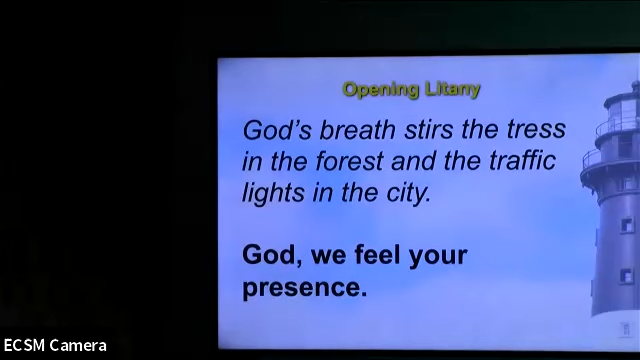 Opening Litany
God's breath stirs the tress
in the forest and the traffic
lights in the city.
God, we feel your
presence.
ECSM Camera